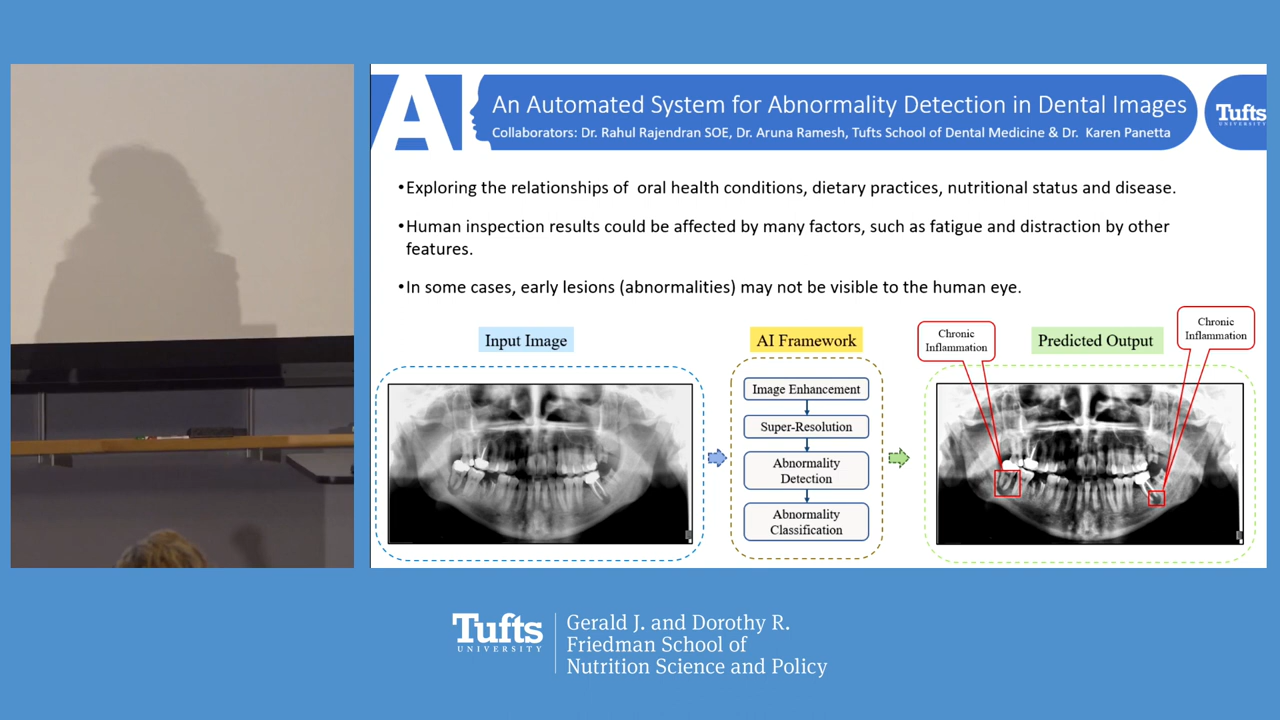 AI
An Automated System for Abnormality Detection in Dental Images
Collaborators: Dr. Rahul Rajendran SOE, Dr. Aruna Ramesh, Tufts School of Dental Medicine & Dr. Karen Panetta
Tufts
UNIVERSITY
•Exploring the relationships of oral health conditions, dietary practices, nutritional status and disease.
•Human inspection results could be affected by many factors, such as fatigue and distraction by other
features.
•In some cases, early lesions (abnormalities) may not be visible to the human eye.
Input Image
AI Framework
Image Enhancement
Super-Resolution
Abnormality
Detection
Abnormality
Classification
Chronic
Inflammation
Predicted Output
Chronic
Inflammation
Tufts
UNIVERSITY
Gerald J. and Dorothy R.
Friedman School of
Nutrition Science and Policy